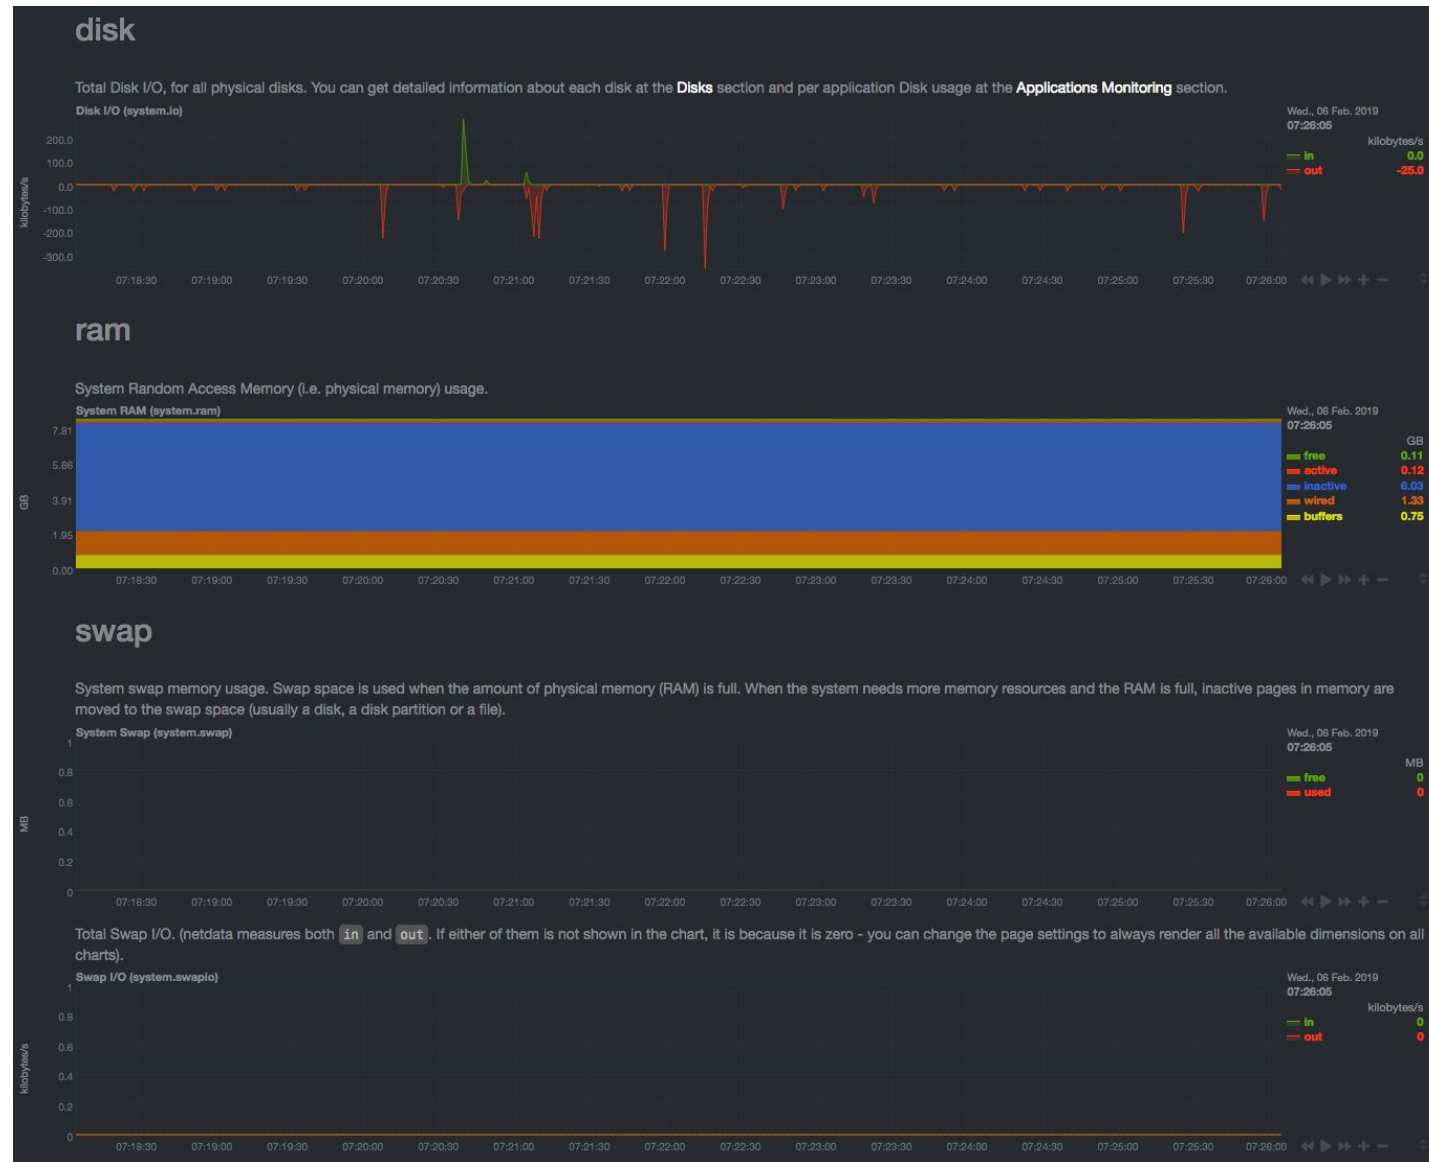 disk
Total Disk I/O, for all physical disks. You can get detailed information about each disk at the Disks section and per application Disk usage at the Applications Monitoring section.
Disk I/O (system.io)
Wed., 06 Feb. 2019
07:26:05
kilobytes/s
in 0.0
out -25.0
kilobytes/s
200.0
100.0
0.0
-100.0
-200.0
-300.0
07:18:30 07:19:00 07:19:30 07:20:00 07:20:30 07:21:00 07:21:30 07:22:00 07:22:30 07:23:00 07:23:30 07:24:00 07:24:30 07:25:00 07:25:30 07:26:00
ram
System Random Access Memory (i.e. physical memory) usage.
System RAM (system.ram)
Wed., 06 Feb. 2019
07:26:05
GB
free 0.11
active 0.12
inactive 6.03
wired 1.33
buffers 0.75
GB
7.81
5.86
3.91
1.95
0.00
07:18:30 07:19:00 07:19:30 07:20:00 07:20:30 07:21:00 07:21:30 07:22:00 07:22:30 07:23:00 07:23:30 07:24:00 07:24:30 07:25:00 07:25:30 07:26:00
swap
System swap memory usage. Swap space is used when the amount of physical memory (RAM) is full. When the system needs more memory resources and the RAM is full, inactive pages in memory are
moved to the swap space (usually a disk, a disk partition or a file).
System Swap (system.swap)
Wed., 06 Feb. 2019
07:26:05
MB
free 0
used 0
MB
1
0.8
0.6
0.4
0.2
0
07:18:30 07:19:00 07:19:30 07:20:00 07:20:30 07:21:00 07:21:30 07:22:00 07:22:30 07:23:00 07:23:30 07:24:00 07:24:30 07:25:00 07:25:30 07:26:00
Total Swap I/O. (netdata measures both in and out. If either of them is not shown in the chart, it is because it is zero - you can change the page settings to always render all the available dimensions on all
charts).
Swap I/O (system.swapio)
Wed., 06 Feb. 2019
07:26:05
kilobytes/s
in 0
out 0
kilobytes/s
1
0.8
0.6
0.4
0.2
0
07:18:30 07:19:00 07:19:30 07:20:00 07:20:30 07:21:00 07:21:30 07:22:00 07:22:30 07:23:00 07:23:30 07:24:00 07:24:30 07:25:00 07:25:30 07:26:00